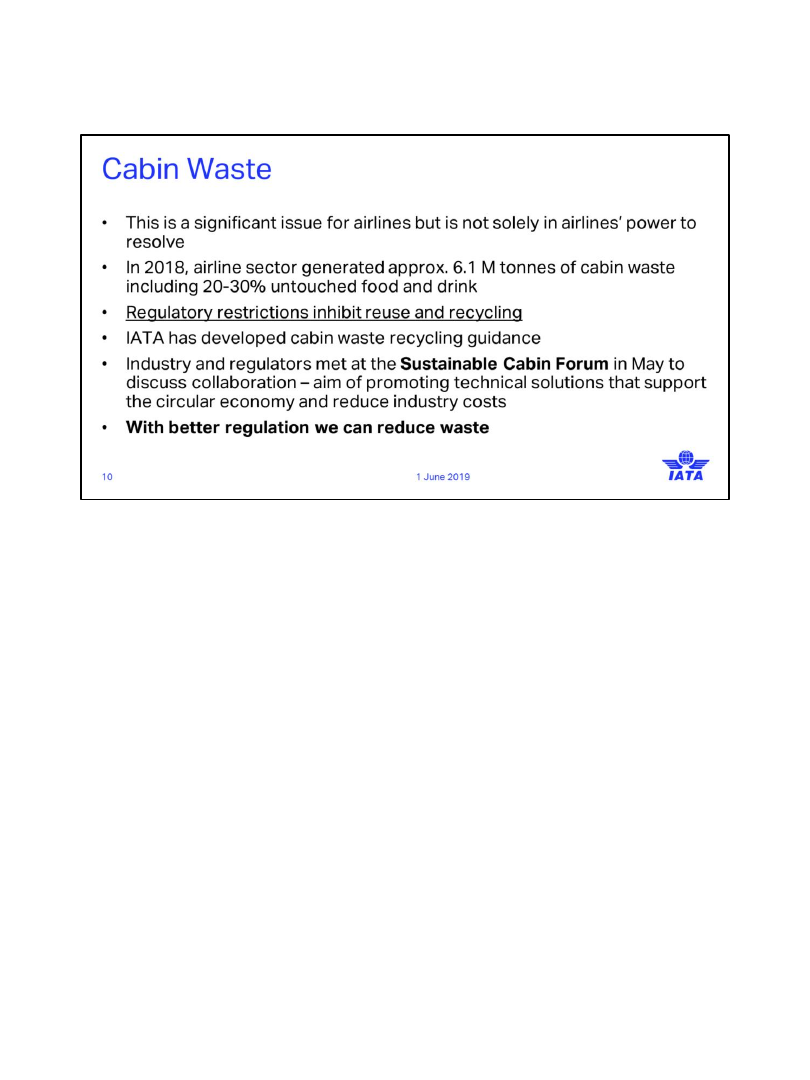 Cabin Waste
• This is a significant issue for airlines but is not solely in airlines' power to
resolve
• In 2018, airline sector generated approx. 6.1 M tonnes of cabin waste
including 20-30% untouched food and drink
• Regulatory restrictions inhibit reuse and recycling
• IATA has developed cabin waste recycling guidance
• Industry and regulators met at the Sustainable Cabin Forum in May to
discuss collaboration – aim of promoting technical solutions that support
the circular economy and reduce industry costs
• With better regulation we can reduce waste
10 1 June 2019 IATA